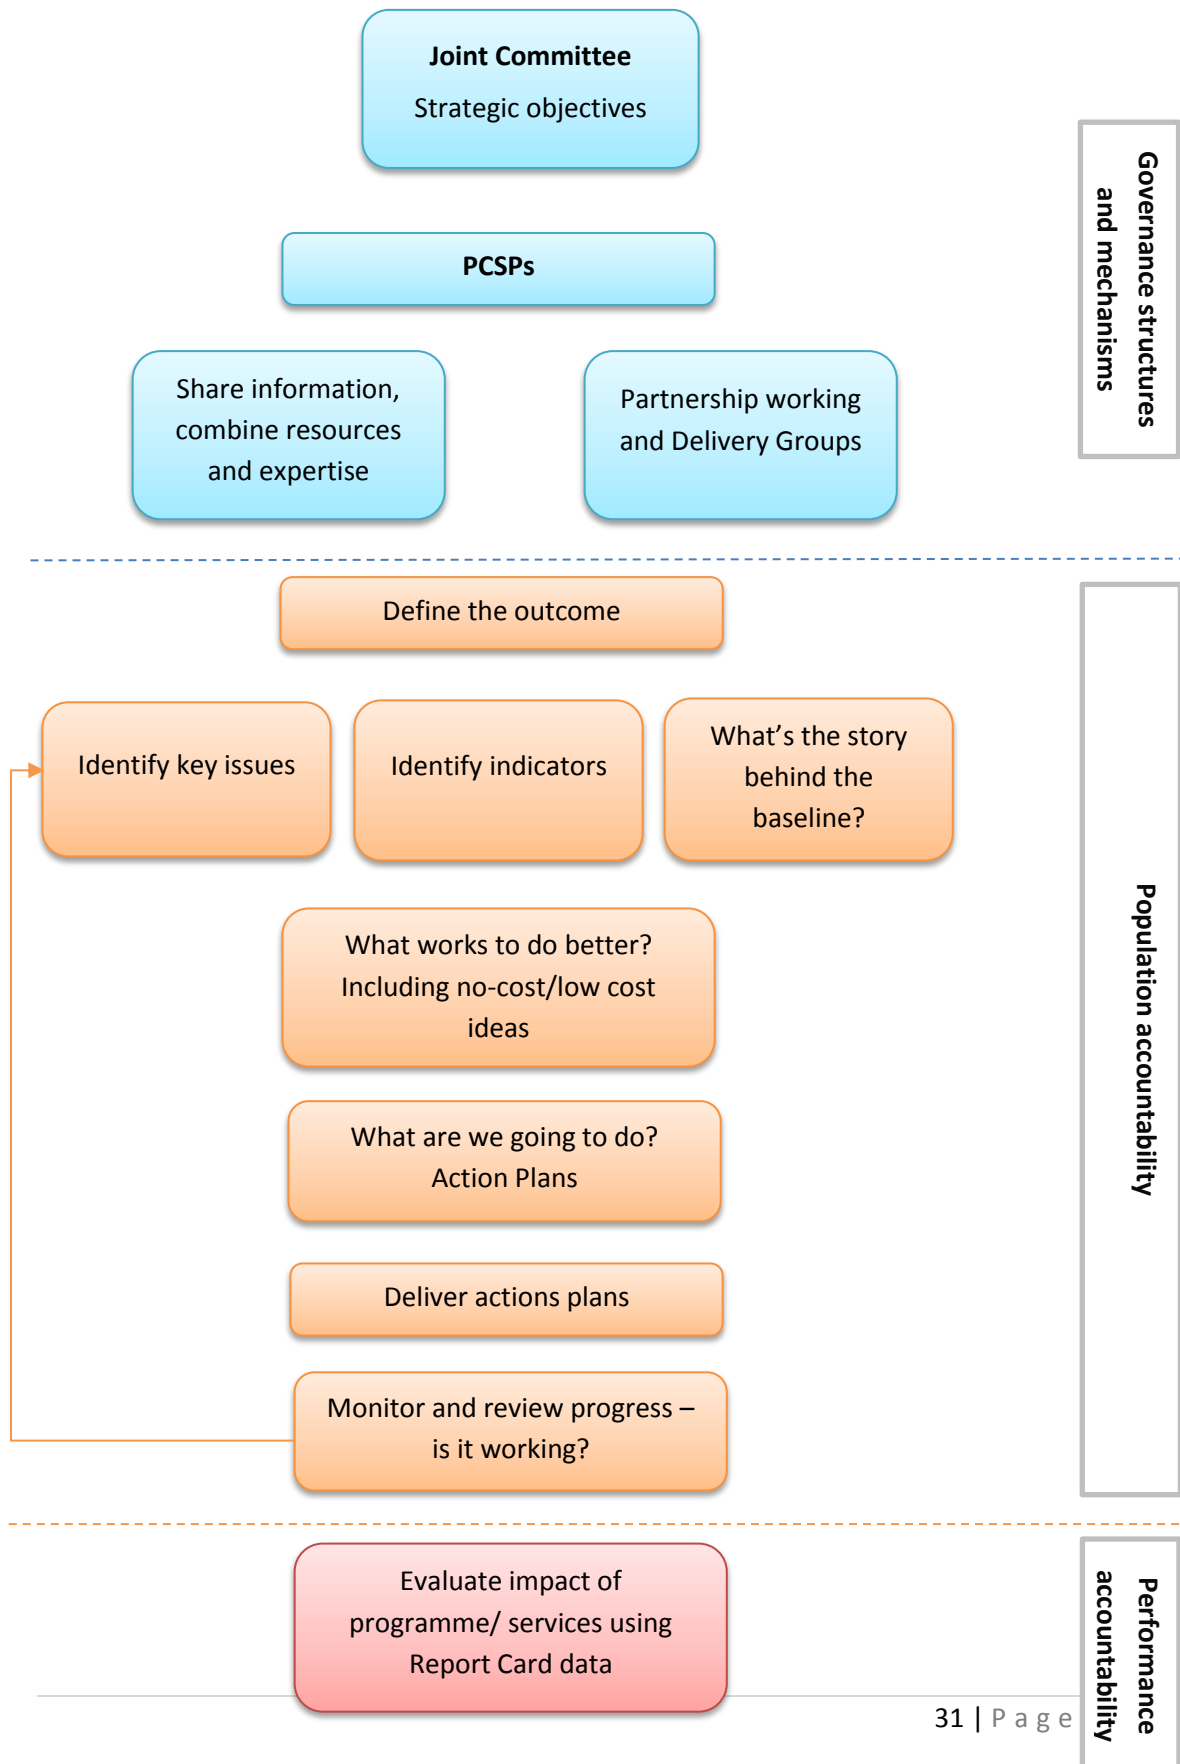 Joint Committee
Strategic objectives
Governance structures
and mechanisms
PCSPs
Share information,
combine resources
and expertise
Partnership working
and Delivery Groups
Define the outcome
Identify key issues
Identify indicators
What’s the story
behind the
baseline?
What works to do better?
Including no-cost/low cost
ideas
Population accountability
What are we going to do?
Action Plans
Deliver actions plans
Monitor and review progress –
is it working?
Evaluate impact of
programme/ services using
Report Card data
Performance
accountability
31 | P a g e